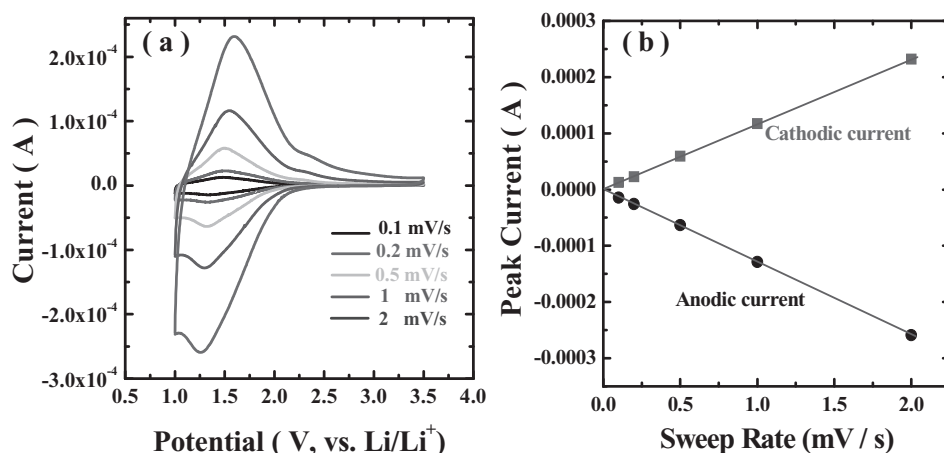 ( a )
2.0x10⁻⁴
1.0x10⁻⁴
0.0
-1.0x10⁻⁴
-2.0x10⁻⁴
-3.0x10⁻⁴
Current ( A )
0.1 mV/s
0.2 mV/s
0.5 mV/s
1 mV/s
2 mV/s
0.5 1.0 1.5 2.0 2.5 3.0 3.5 4.0
Potential ( V, vs. Li/Li⁺)
( b )
0.0003
0.0002
0.0001
0.0000
-0.0001
-0.0002
-0.0003
Peak Current ( A )
Cathodic current
Anodic current
0.0 0.5 1.0 1.5 2.0
Sweep Rate (mV / s)